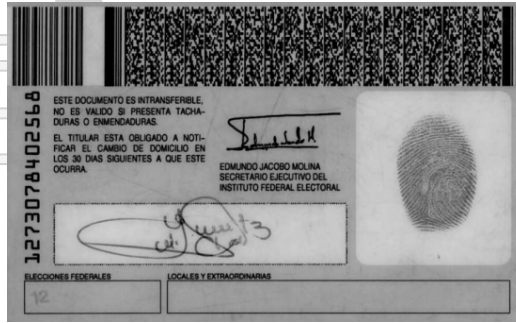 ESTE DOCUMENTO ES INTRANSFERIBLE,
NO ES VALIDO SI PRESENTA TACHA-
DURAS O ENMENDADURAS.
EL TITULAR ESTA OBLIGADO A NOTI-
FICAR EL CAMBIO DE DOMICILIO EN
LOS 30 DIAS SIGUIENTES A QUE ESTE
OCURRA.
EDMUNDO JACOBO MOLINA
SECRETARIO EJECUTIVO DEL
INSTITUTO FEDERAL ELECTORAL
1273078402568
ELECCIONES FEDERALES
LOCALES Y EXTRAORDINARIAS
12